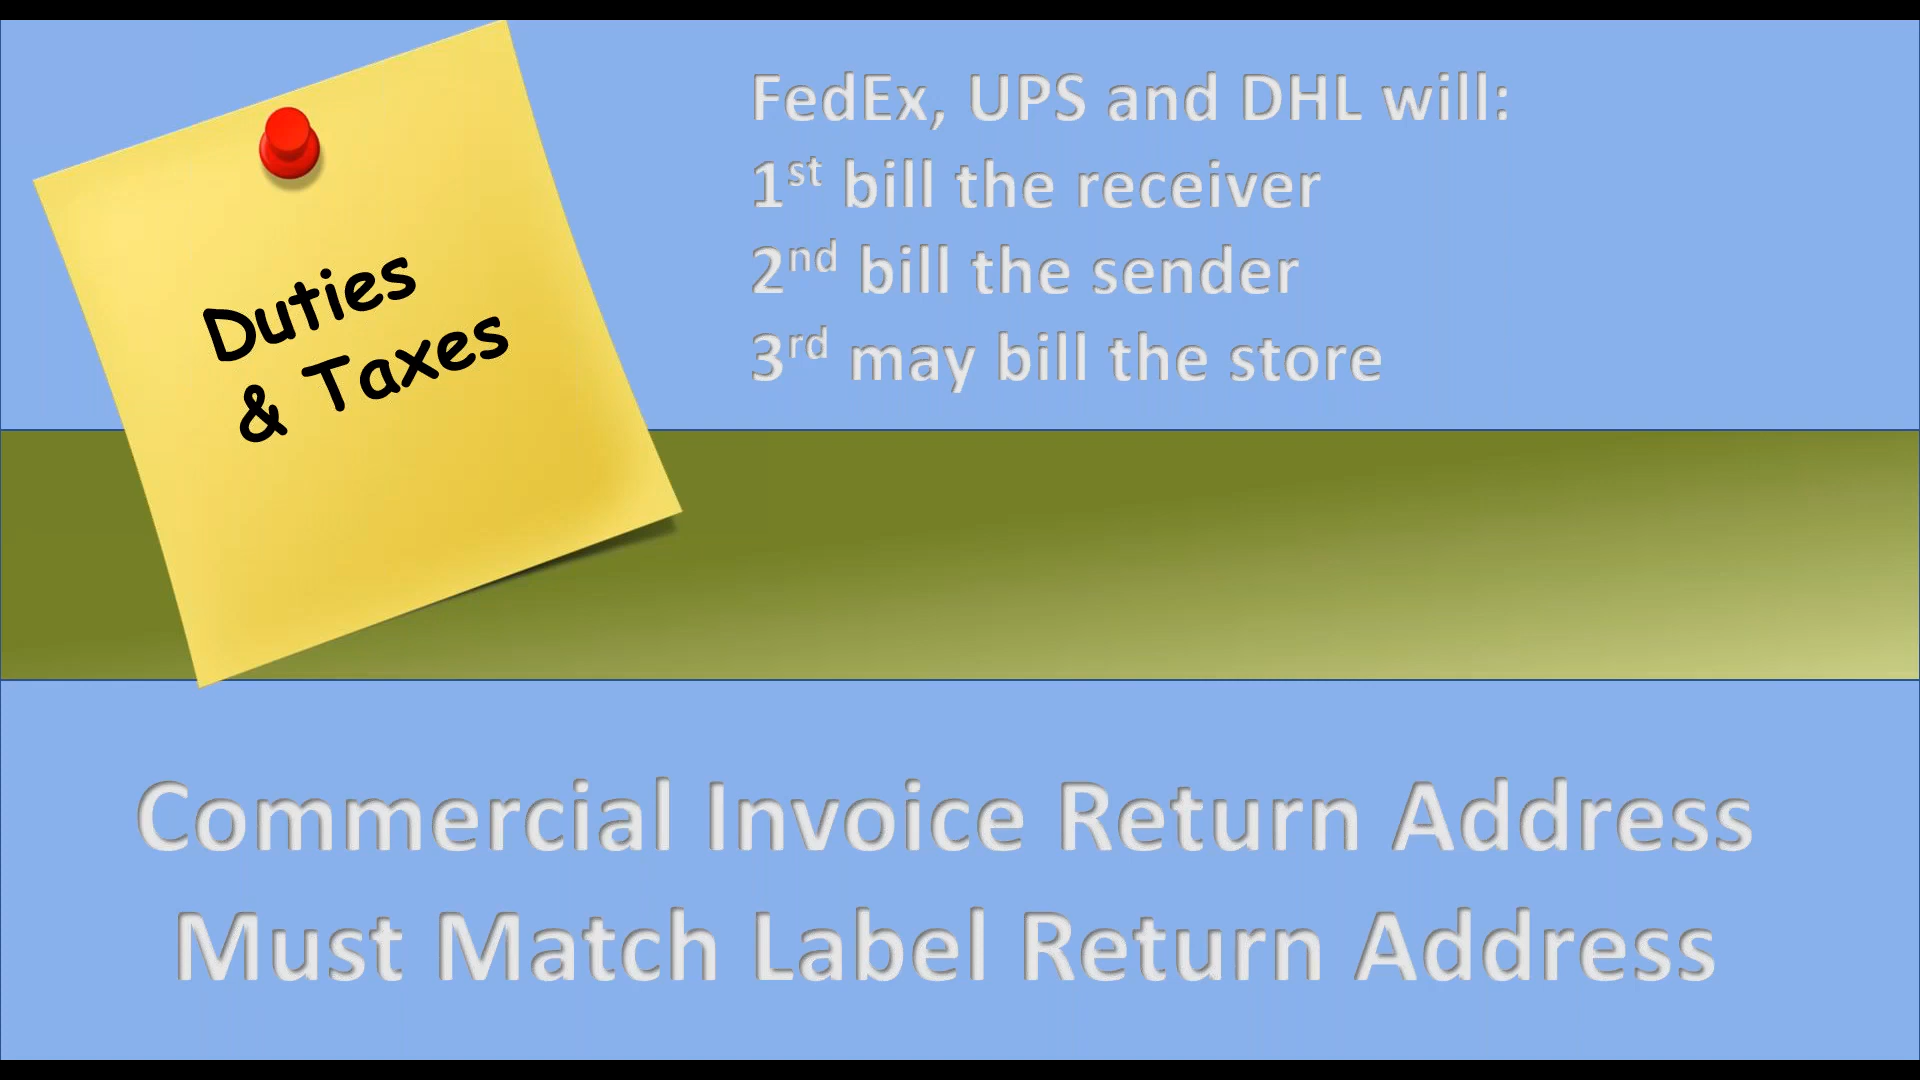 Duties
& Taxes
FedEx, UPS and DHL will:
1st bill the receiver
2nd bill the sender
3rd may bill the store
Commercial Invoice Return Address
Must Match Label Return Address